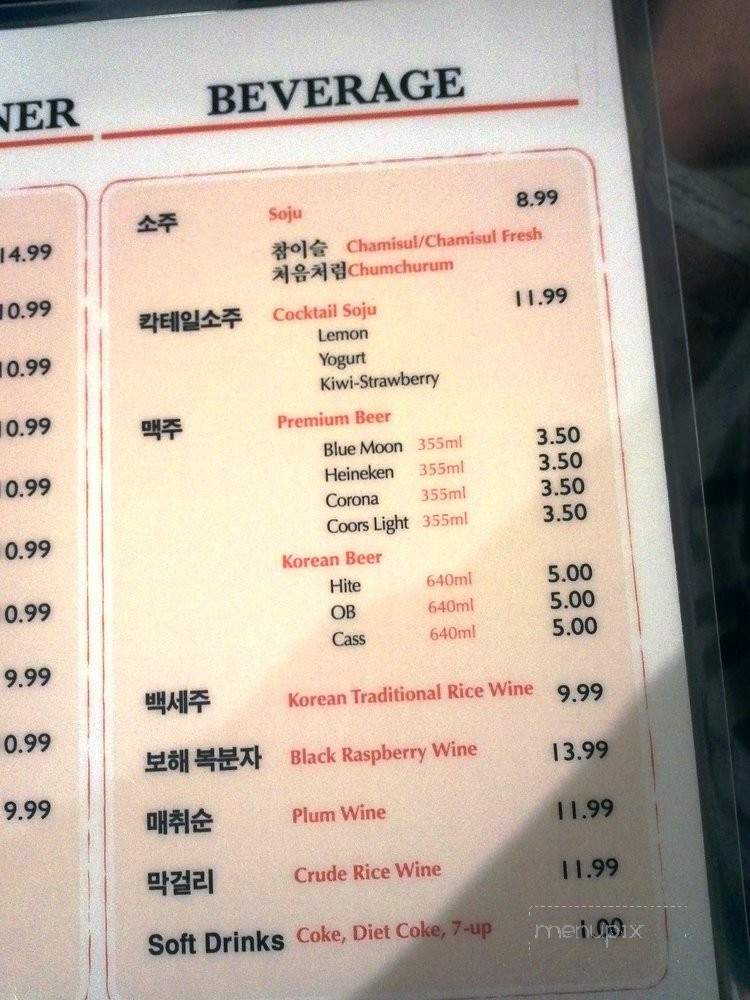 NER
BEVERAGE
14.99
10.99
10.99
10.99
10.99
0.99
0.99
9.99
0.99
9.99
소주 Soju 8.99
참이슬 Chamisul/Chamisul Fresh
처음처럼 Chumchurum
칵테일소주 Cocktail Soju 11.99
Lemon
Yogurt
Kiwi-Strawberry
맥주 Premium Beer
Blue Moon 355ml 3.50
Heineken 355ml 3.50
Corona 355ml 3.50
Coors Light 355ml 3.50
Korean Beer
Hite 640ml 5.00
OB 640ml 5.00
Cass 640ml 5.00
백세주 Korean Traditional Rice Wine 9.99
보해 복분자 Black Raspberry Wine 13.99
매취순 Plum Wine 11.99
막걸리 Crude Rice Wine 11.99
Soft Drinks Coke, Diet Coke, 7-up 1.00
menupix